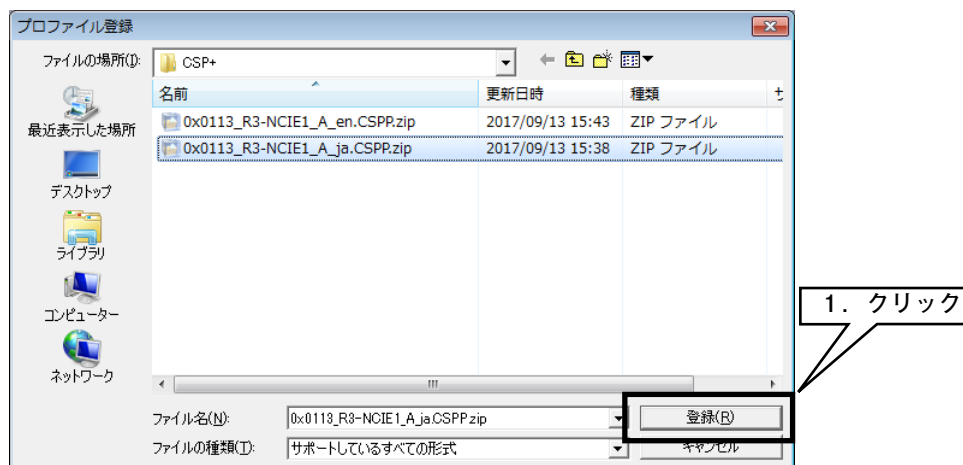 プロファイル登録
ファイルの場所(I):
CSP+
名前
更新日時
種類
サ
0x0113_R3-NCIE1_A_en.CSPP.zip 2017/09/13 15:43 ZIP ファイル
0x0113_R3-NCIE1_A_ja.CSPP.zip 2017/09/13 15:38 ZIP ファイル
最近表示した場所
デスクトップ
ライブラリ
コンピューター
ネットワーク
1. クリック
ファイル名(N):
0x0113_R3-NCIE1_A_ja.CSPP.zip
登録(R)
ファイルの種類(T):
サポートしているすべての形式
キャンセル